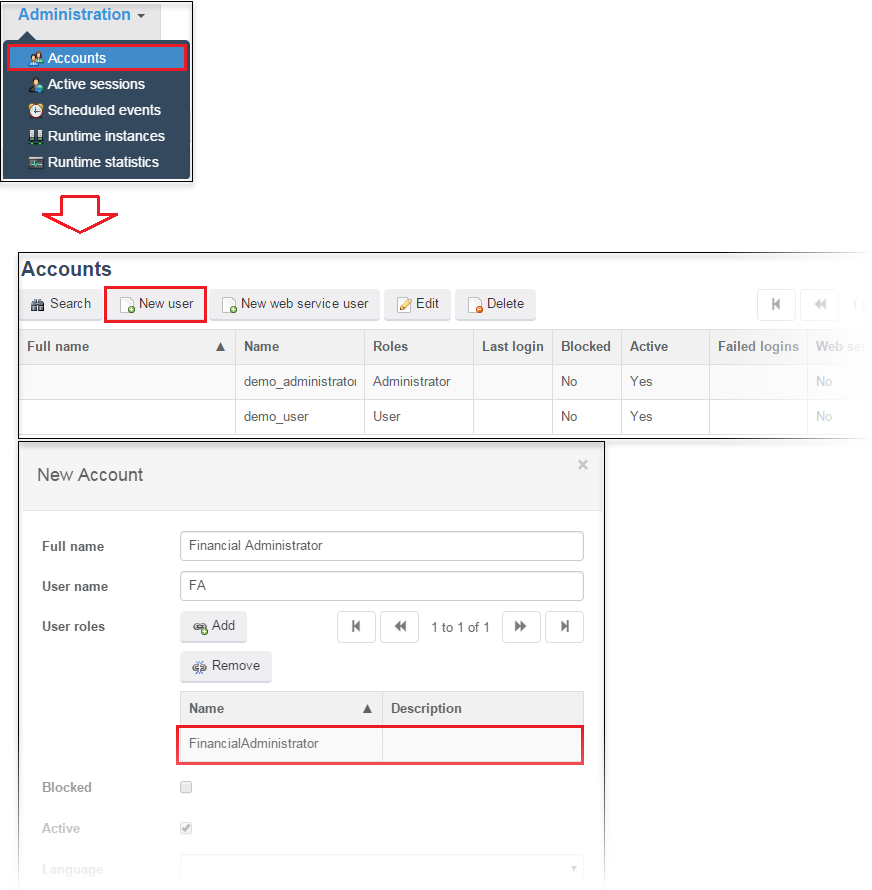 Administration
Accounts
Active sessions
Scheduled events
Runtime instances
Runtime statistics
Accounts
Search New user New web service user Edit Delete
Full name Name Roles Last login Blocked Active Failed logins Web
demo_administrator Administrator No Yes No
demo_user User No Yes No
New Account
Full name Financial Administrator
User name FA
User roles Add 1 to 1 of 1
Remove
Name Description
FinancialAdministrator
Blocked
Active
Language